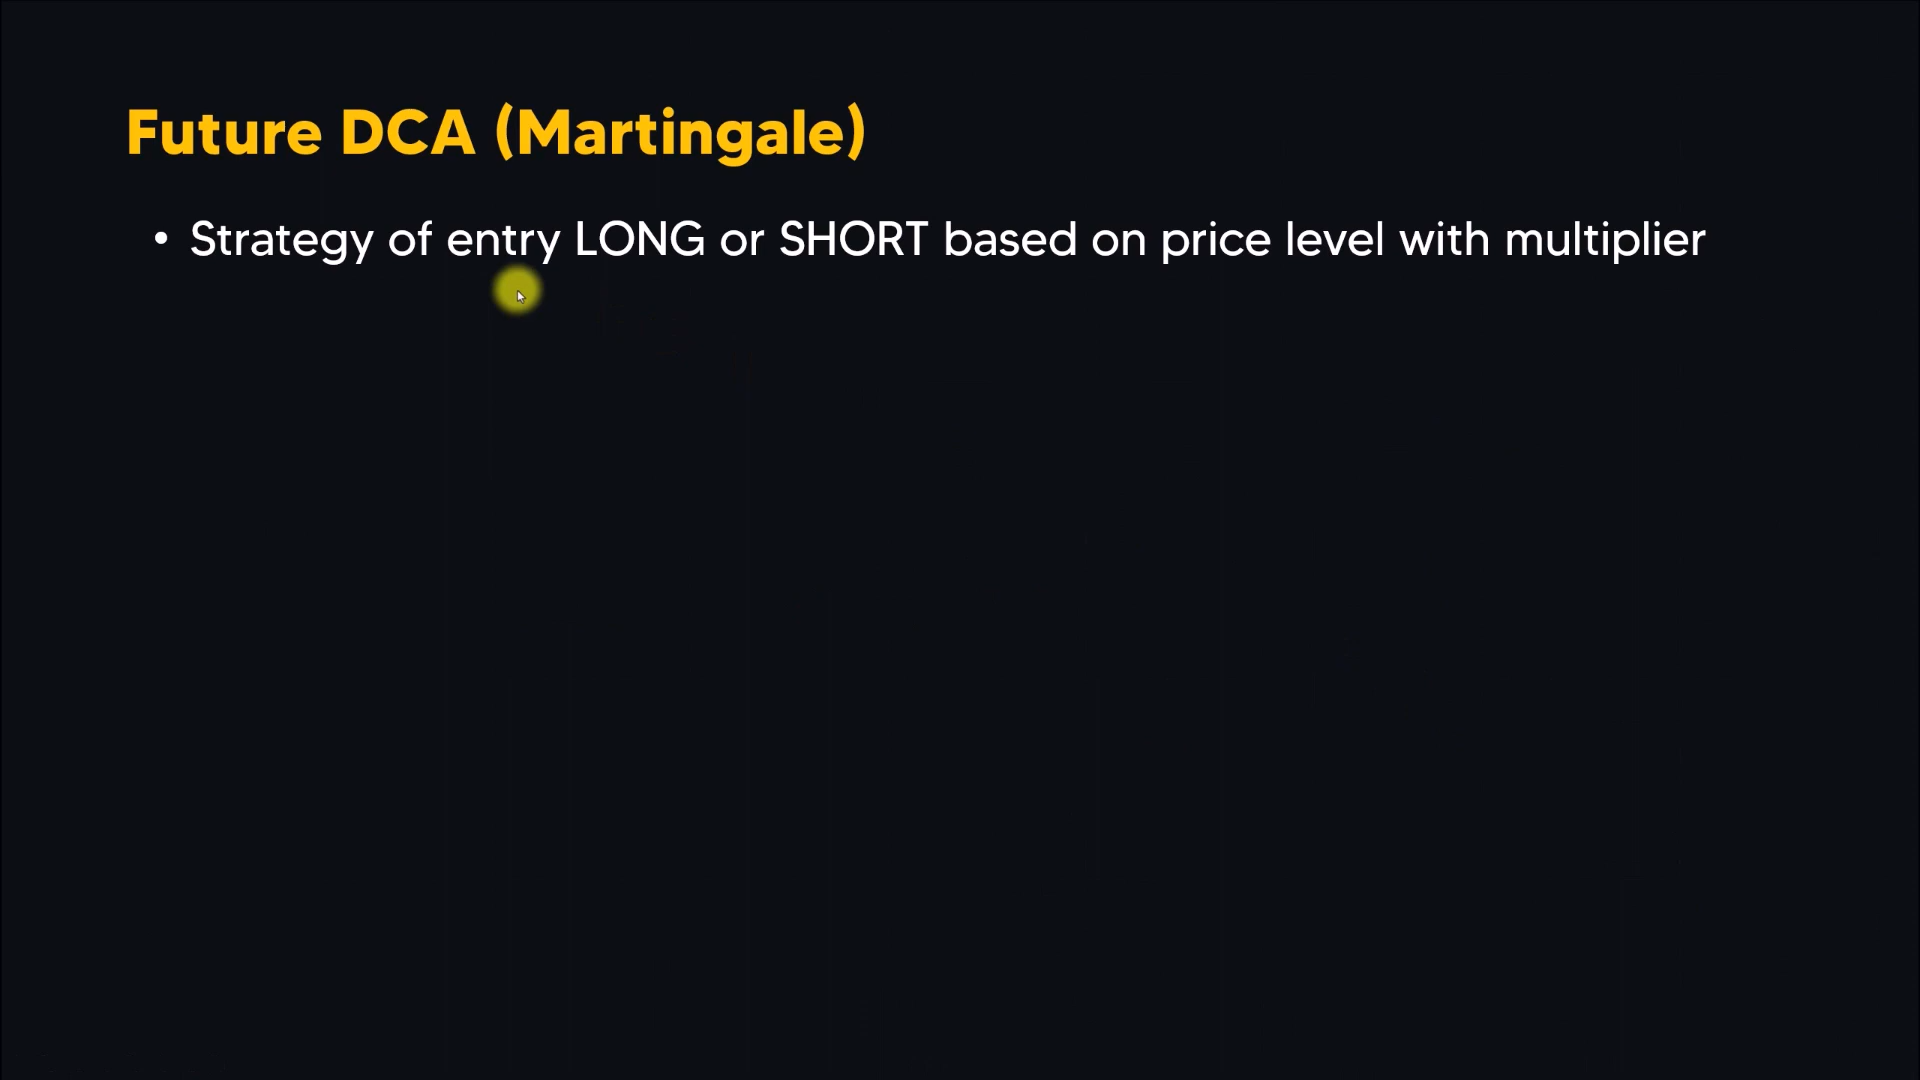 Future DCA (Martingale)
• Strategy of entry LONG or SHORT based on price level with multiplier